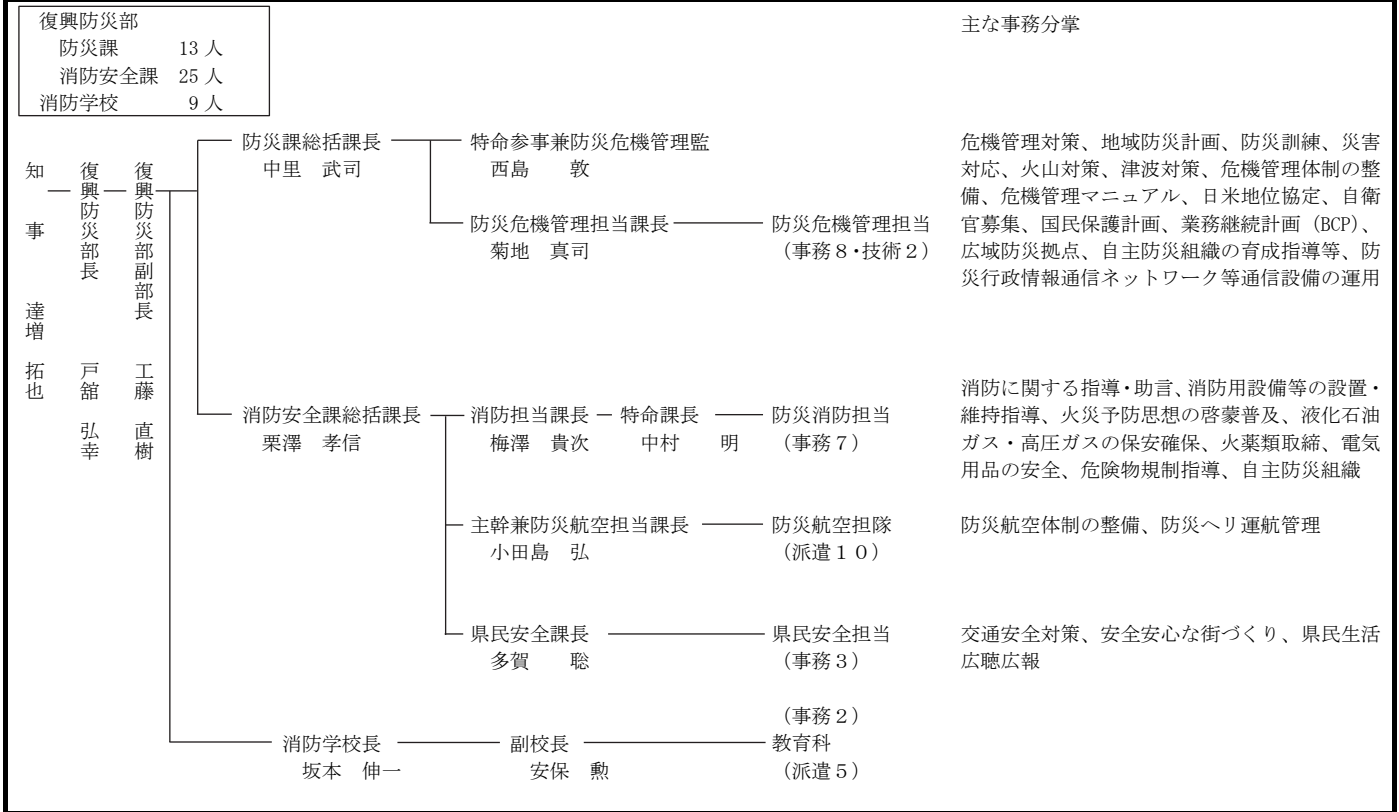 復興防災部
防災課 13人
消防安全課 25人
消防学校 9人
主な事務分掌
知事 達増 拓也
復興防災部長 戸舘 弘幸
復興防災部副部長 工藤 直樹
防災課総括課長
中里 武司
特命参事兼防災危機管理監
西島 敦
防災危機管理担当課長
菊地 真司
防災危機管理担当
(事務8・技術2)
危機管理対策、地域防災計画、防災訓練、災害
対応、火山対策、津波対策、危機管理体制の整
備、危機管理マニュアル、日米地位協定、自衛
官募集、国民保護計画、業務継続計画(BCP)、
広域防災拠点、自主防災組織の育成指導等、防
災行政情報通信ネットワーク等通信設備の運用
消防安全課総括課長
栗澤 孝信
消防担当課長
梅澤 貴次
特命課長
中村 明
防災消防担当
(事務7)
消防に関する指導・助言、消防用設備等の設置・
維持指導、火災予防思想の啓蒙普及、液化石油
ガス・高圧ガスの保安確保、火薬類取締、電気
用品の安全、危険物規制指導、自主防災組織
主幹兼防災航空担当課長
小田島 弘
防災航空担隊
(派遣10)
防災航空体制の整備、防災ヘリ運航管理
県民安全課長
多賀 聡
県民安全担当
(事務3)
交通安全対策、安全安心な街づくり、県民生活
広聴広報
消防学校長
坂本 伸一
副校長
安保 勲
(事務2)
教育科
(派遣5)